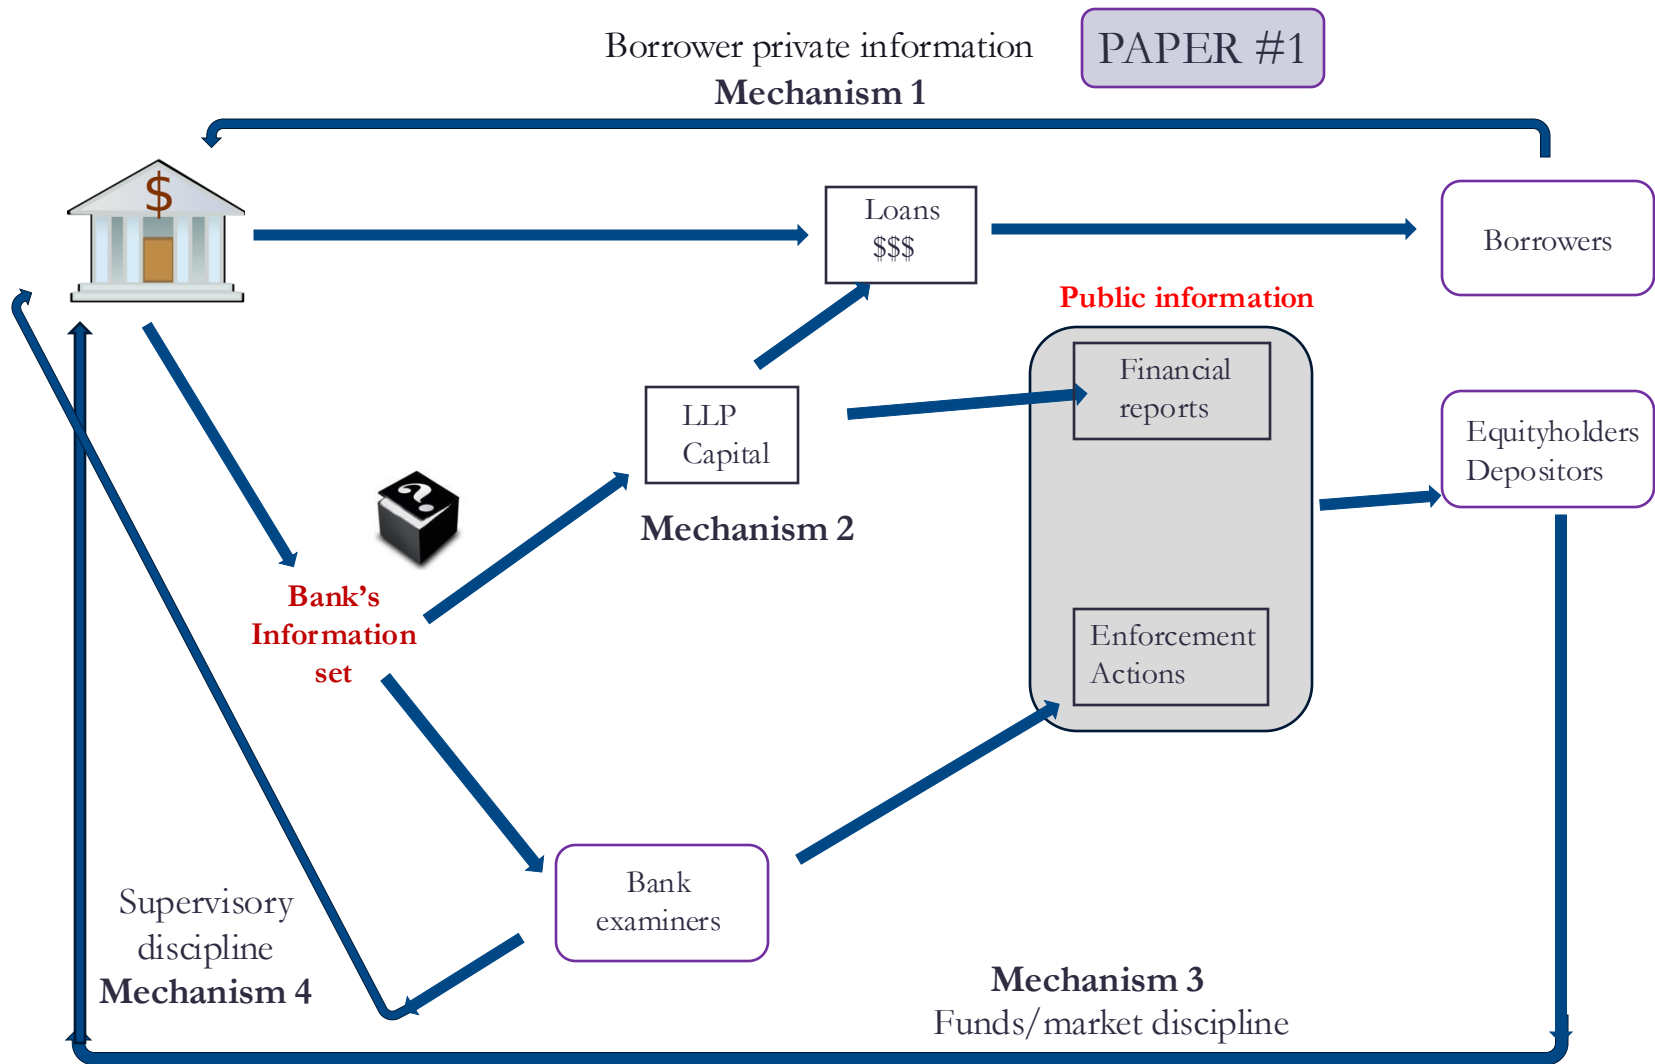 Borrower private information
Mechanism 1
PAPER #1
$
Loans
$$$
Borrowers
Public information
Financial
reports
LLP
Capital
Equityholders
Depositors
?
Mechanism 2
Bank's
Information
set
Enforcement
Actions
Bank
examiners
Supervisory
discipline
Mechanism 4
Mechanism 3
Funds/market discipline